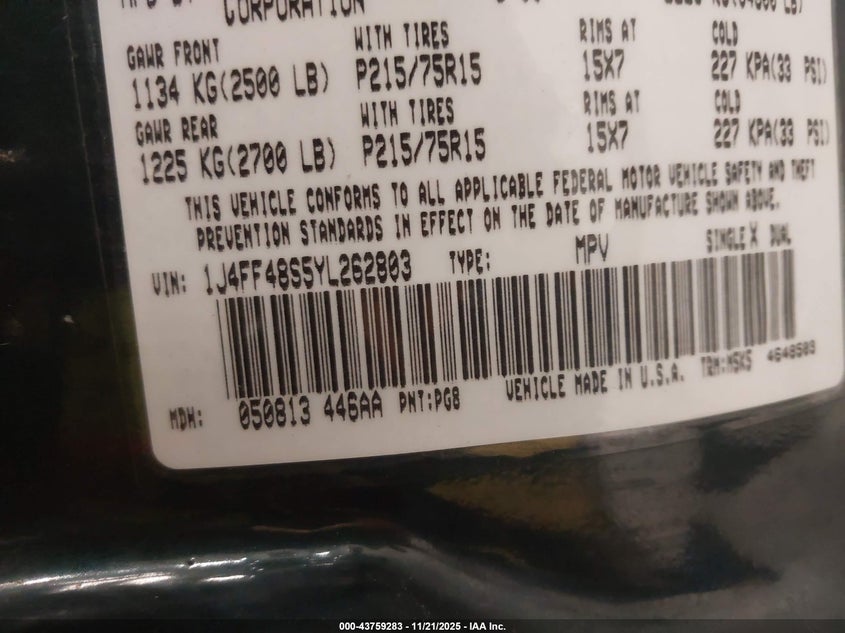 CORPORATION
GAWR FRONT WITH TIRES RIMS AT COLD
1134 KG(2500 LB) P215/75R15 15X7 227 KPA(33 PSI)
GAWR REAR WITH TIRES RIMS AT COLD
1225 KG(2700 LB) P215/75R15 15X7 227 KPA(33 PSI)
THIS VEHICLE CONFORMS TO ALL APPLICABLE FEDERAL MOTOR VEHICLE SAFETY AND THEFT
PREVENTION STANDARDS IN EFFECT ON THE DATE OF MANUFACTURE SHOWN ABOVE.
VIN: 1J4FF48S5YL262803 TYPE: MPV SINGLE X DUAL
MDH: 050813 446AA PNT:PG8 VEHICLE MADE IN U.S.A. TRM:M5K5 4648503
000-43759283 - 11/21/2025 - IAA Inc.